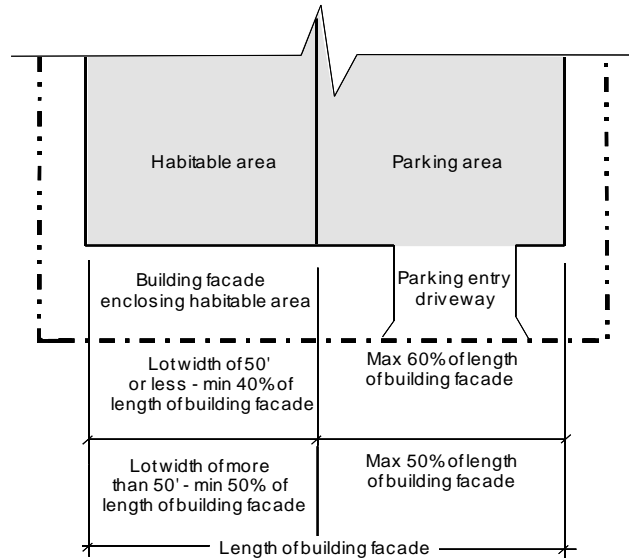 Habitable area
Parking area
Building facade
enclosing habitable area
Parking entry
driveway
Lot width of 50'
or less - min 40% of
length of building facade
Max 60% of length
of building facade
Lot width of more
than 50' - min 50% of
length of building facade
Max 50% of length
of building facade
Length of building facade